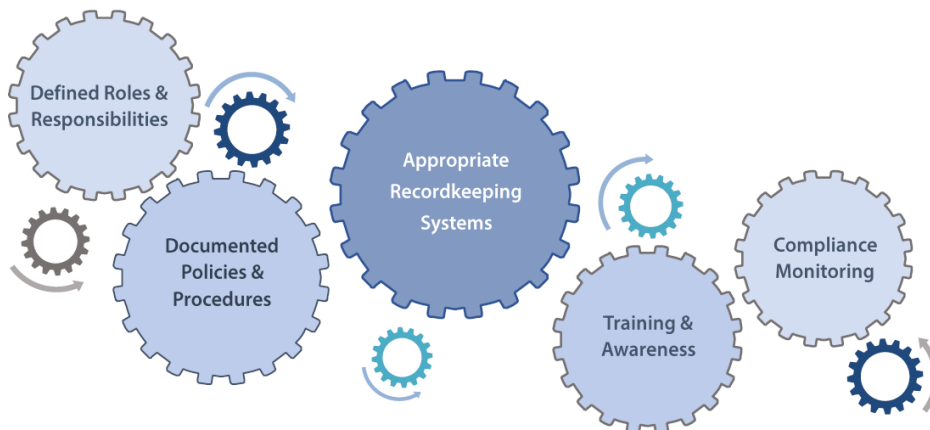 Defined Roles &
Responsibilities
Documented
Policies &
Procedures
Appropriate
Recordkeeping
Systems
Training &
Awareness
Compliance
Monitoring